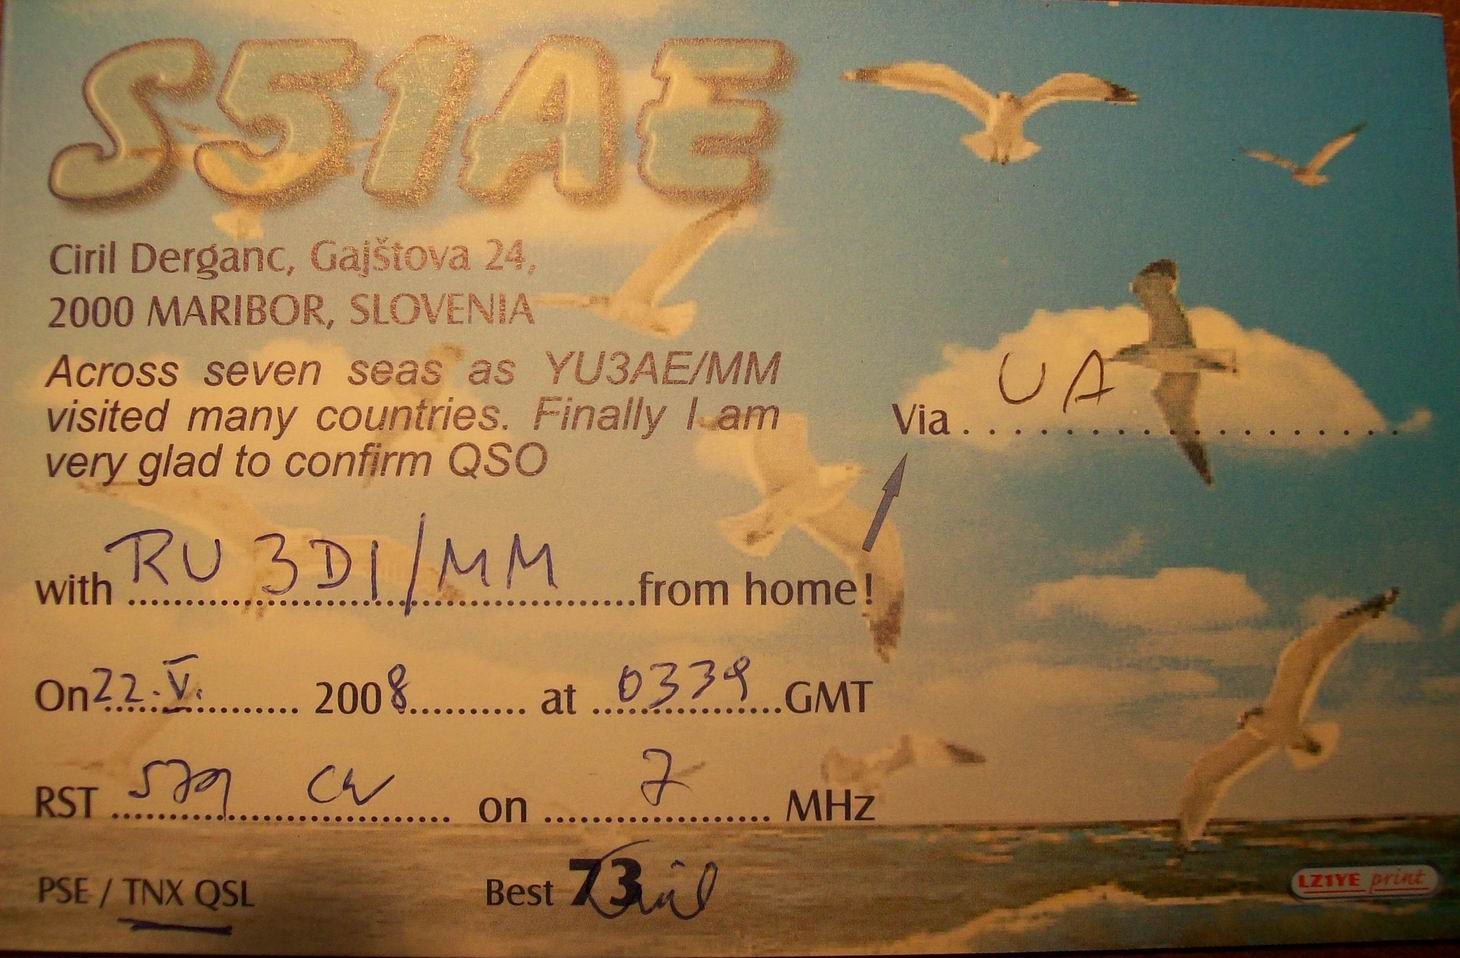 S51AE
Ciril Derganc, Gajštova 24,
2000 MARIBOR, SLOVENIA
Across seven seas as YU3AE/MM
visited many countries. Finally I am
very glad to confirm QSO
Via UA
with RU3DI/MM from home!
On 22.V. 2008 at 0339 GMT
RST 579 CW on 7 MHz
PSE / TNX QSL Best 73 Ciril
LZ1YE print